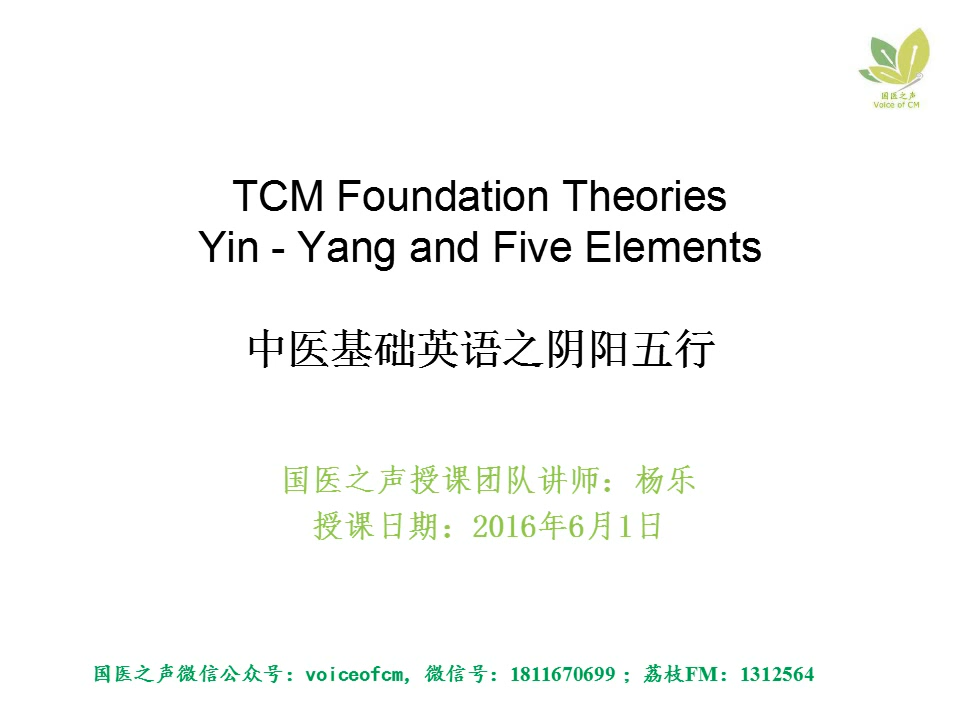 国医之声
Voice of CM
TCM Foundation Theories
Yin - Yang and Five Elements
中医基础英语之阴阳五行
国医之声授课团队讲师：杨乐
授课日期：2016年6月1日
国医之声微信公众号：voiceofcm，微信号：1811670699；荔枝FM：1312564